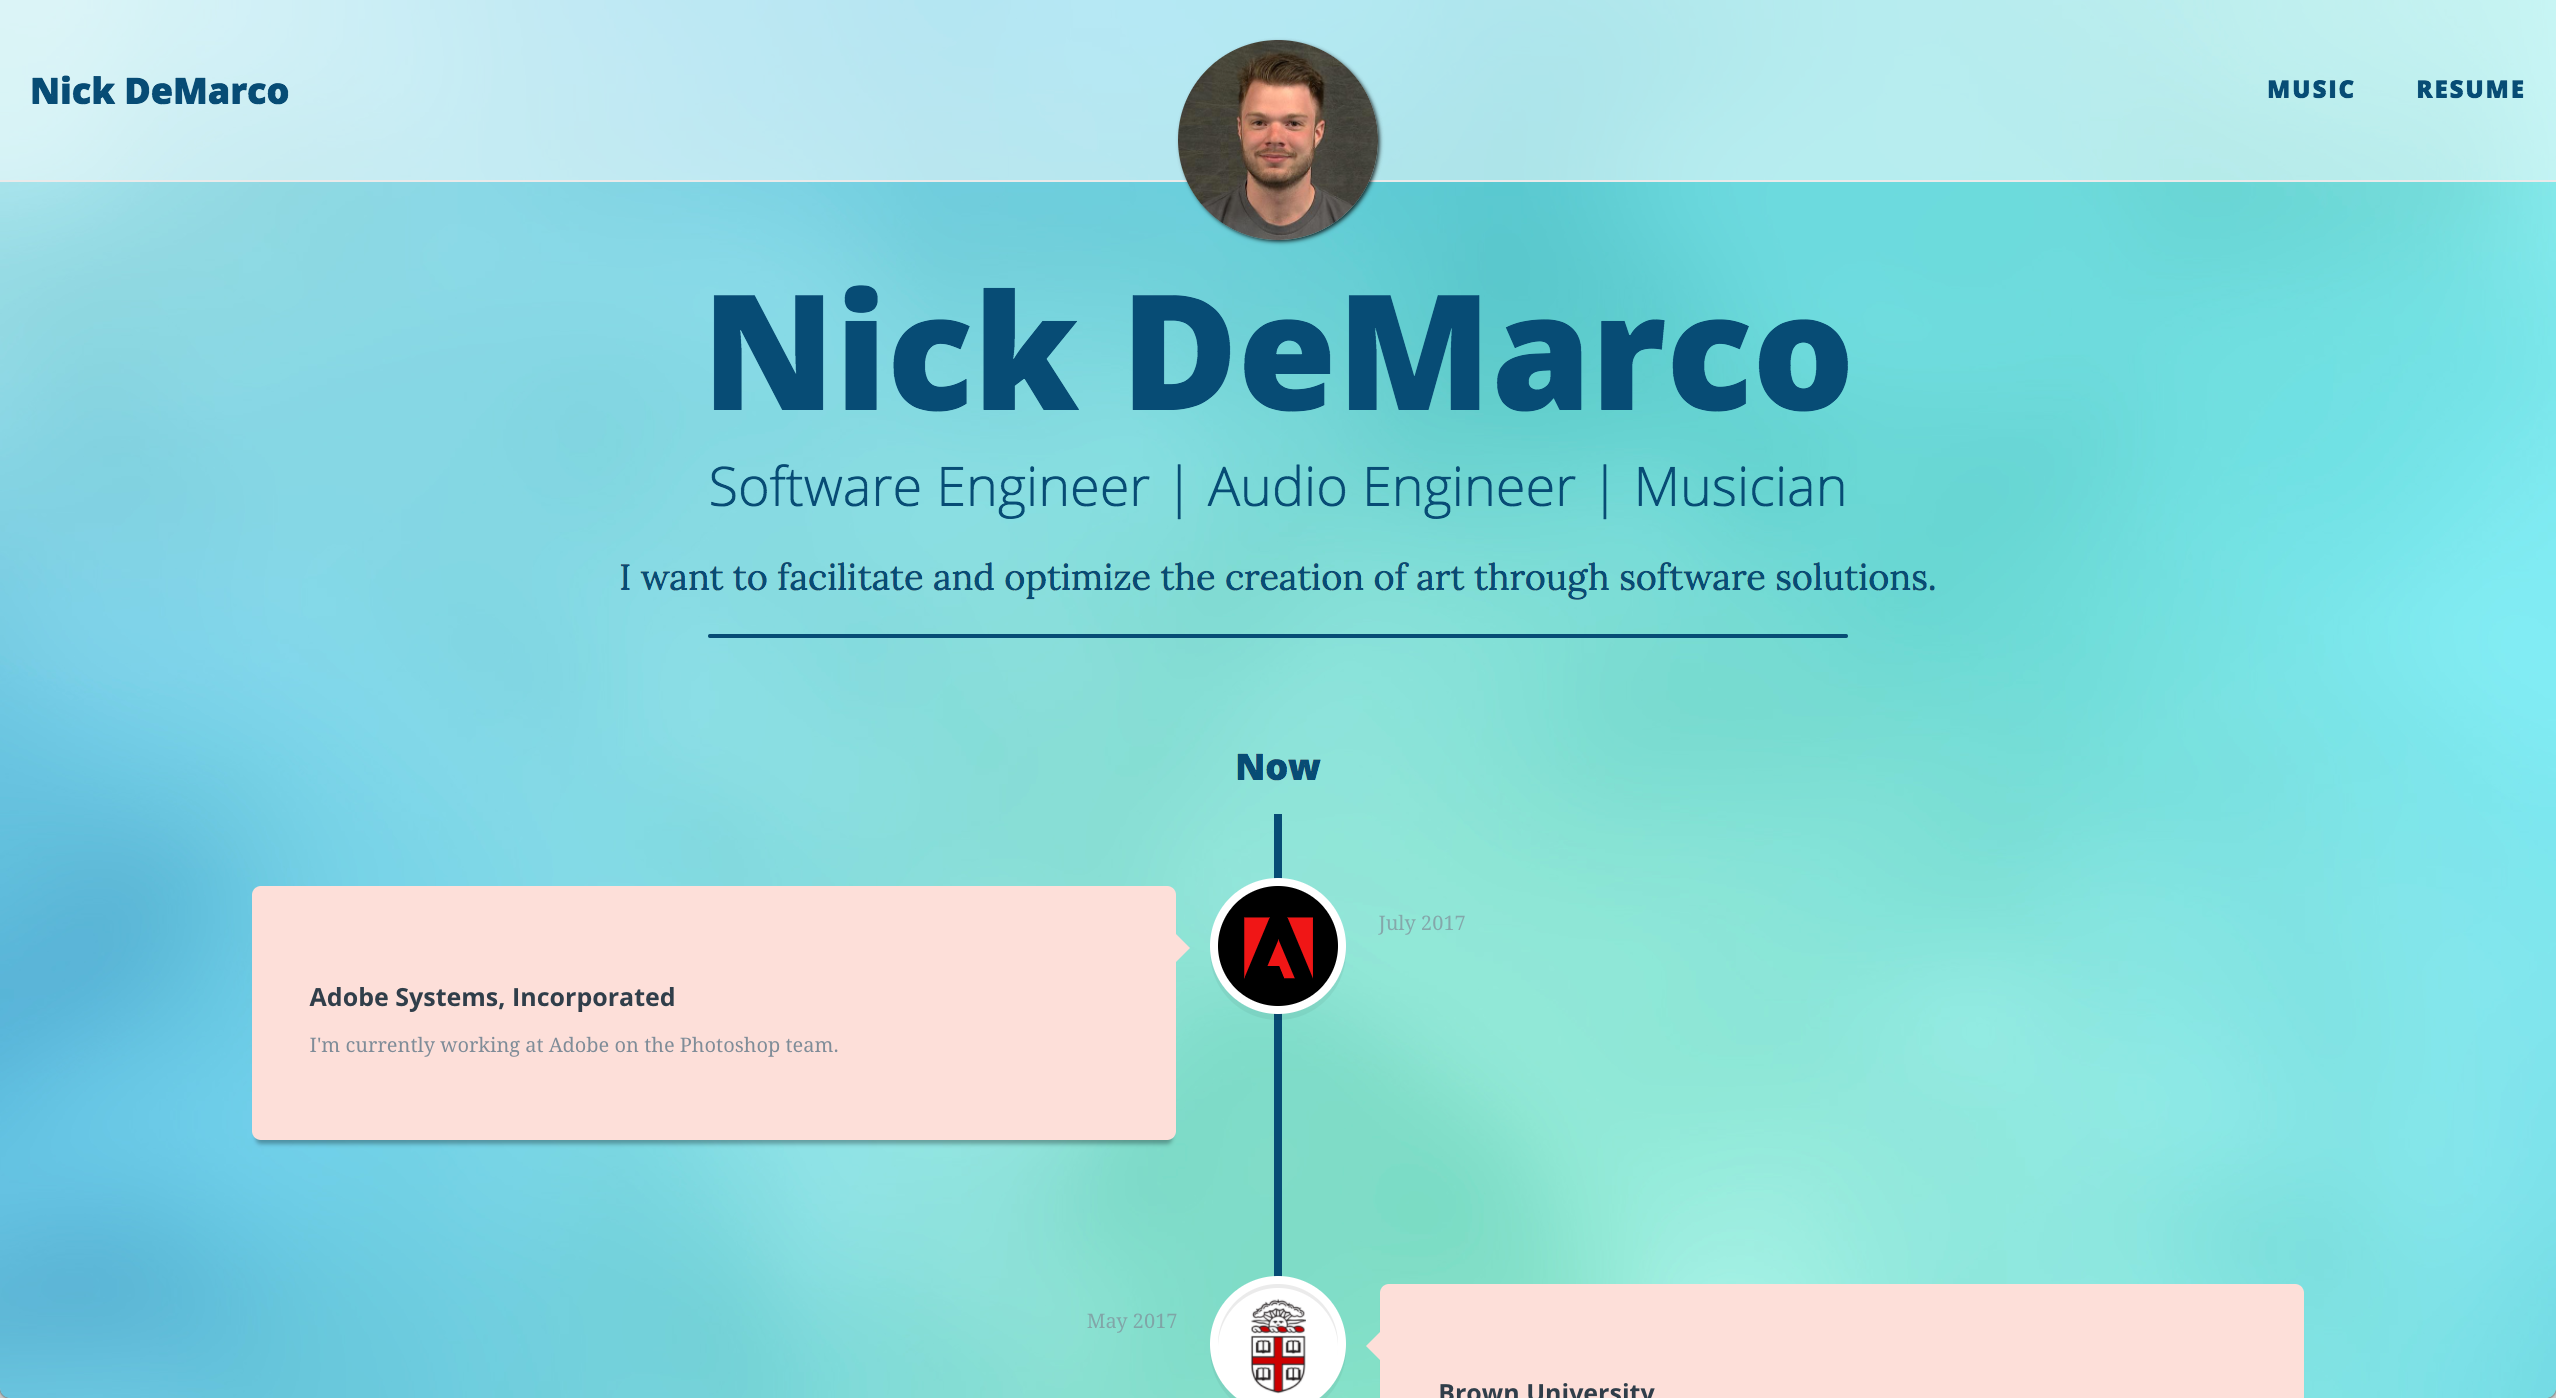 Nick DeMarco
MUSIC
RESUME
Nick DeMarco
Software Engineer | Audio Engineer | Musician
I want to facilitate and optimize the creation of art through software solutions.
Now
July 2017
Adobe Systems, Incorporated
I'm currently working at Adobe on the Photoshop team.
May 2017
Brown University